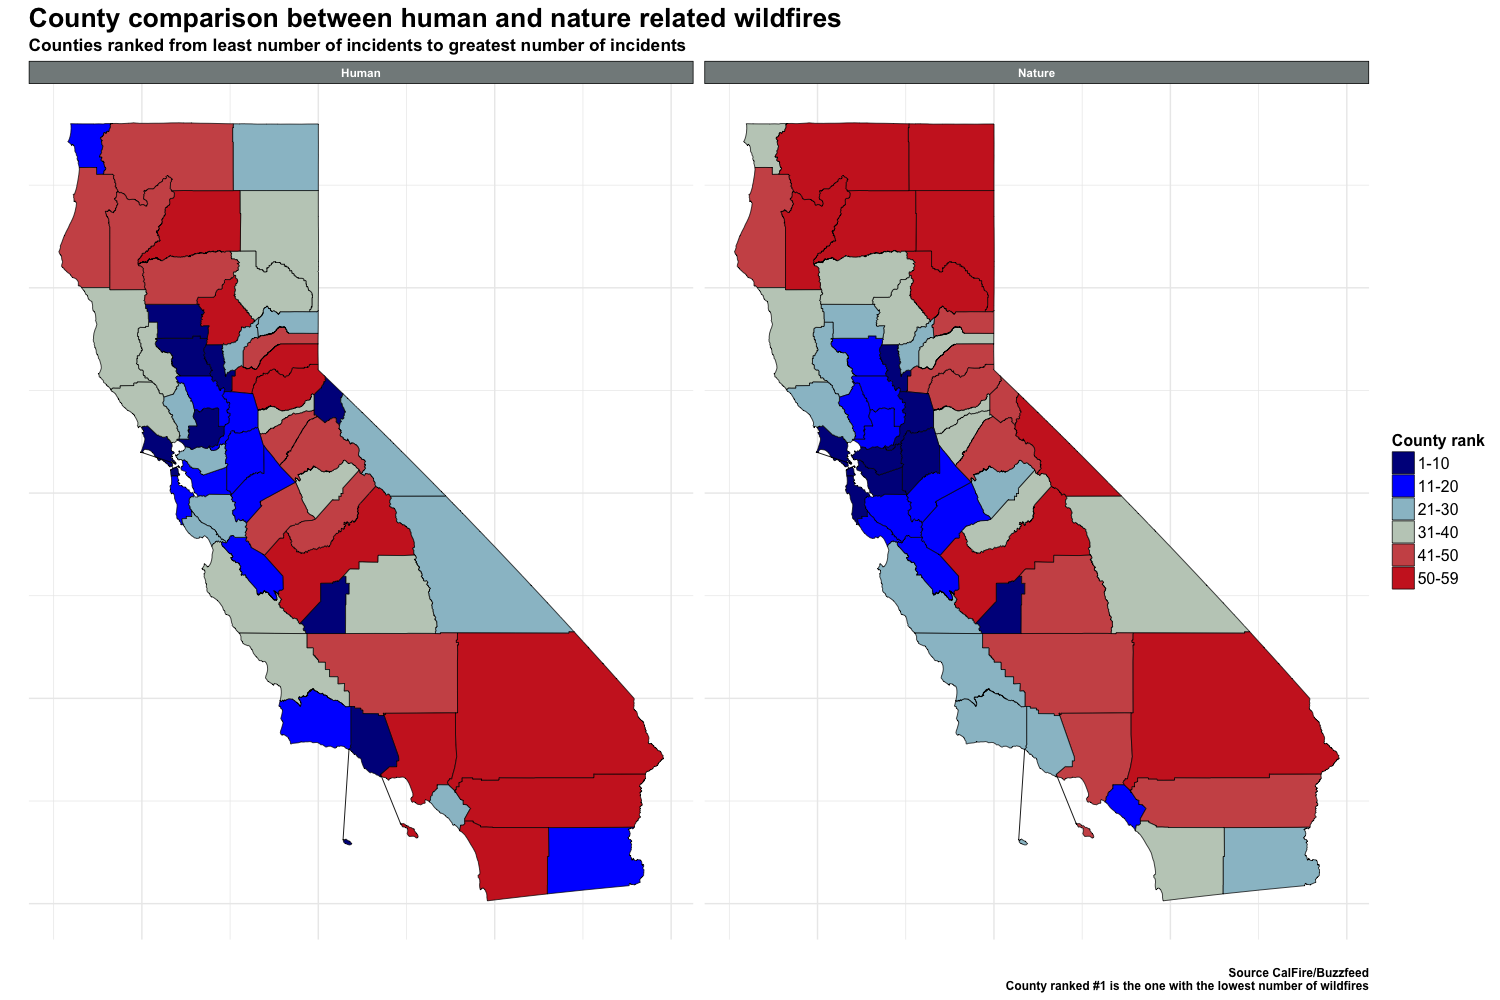 County comparison between human and nature related wildfires
Counties ranked from least number of incidents to greatest number of incidents
Human
Nature
County rank
1-10
11-20
21-30
31-40
41-50
50-59
Source CalFire/Buzzfeed
County ranked #1 is the one with the lowest number of wildfires